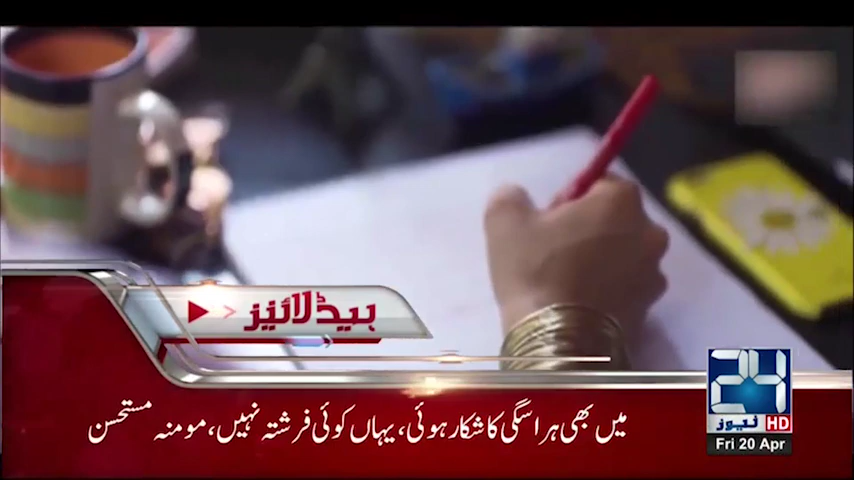 ہیڈلائنز
میں بھی ہراسگی کا شکار ہوئی، یہاں کوئی فرشتہ نہیں، مومنہ مستحسن
24
نیوز HD
Fri 20 Apr